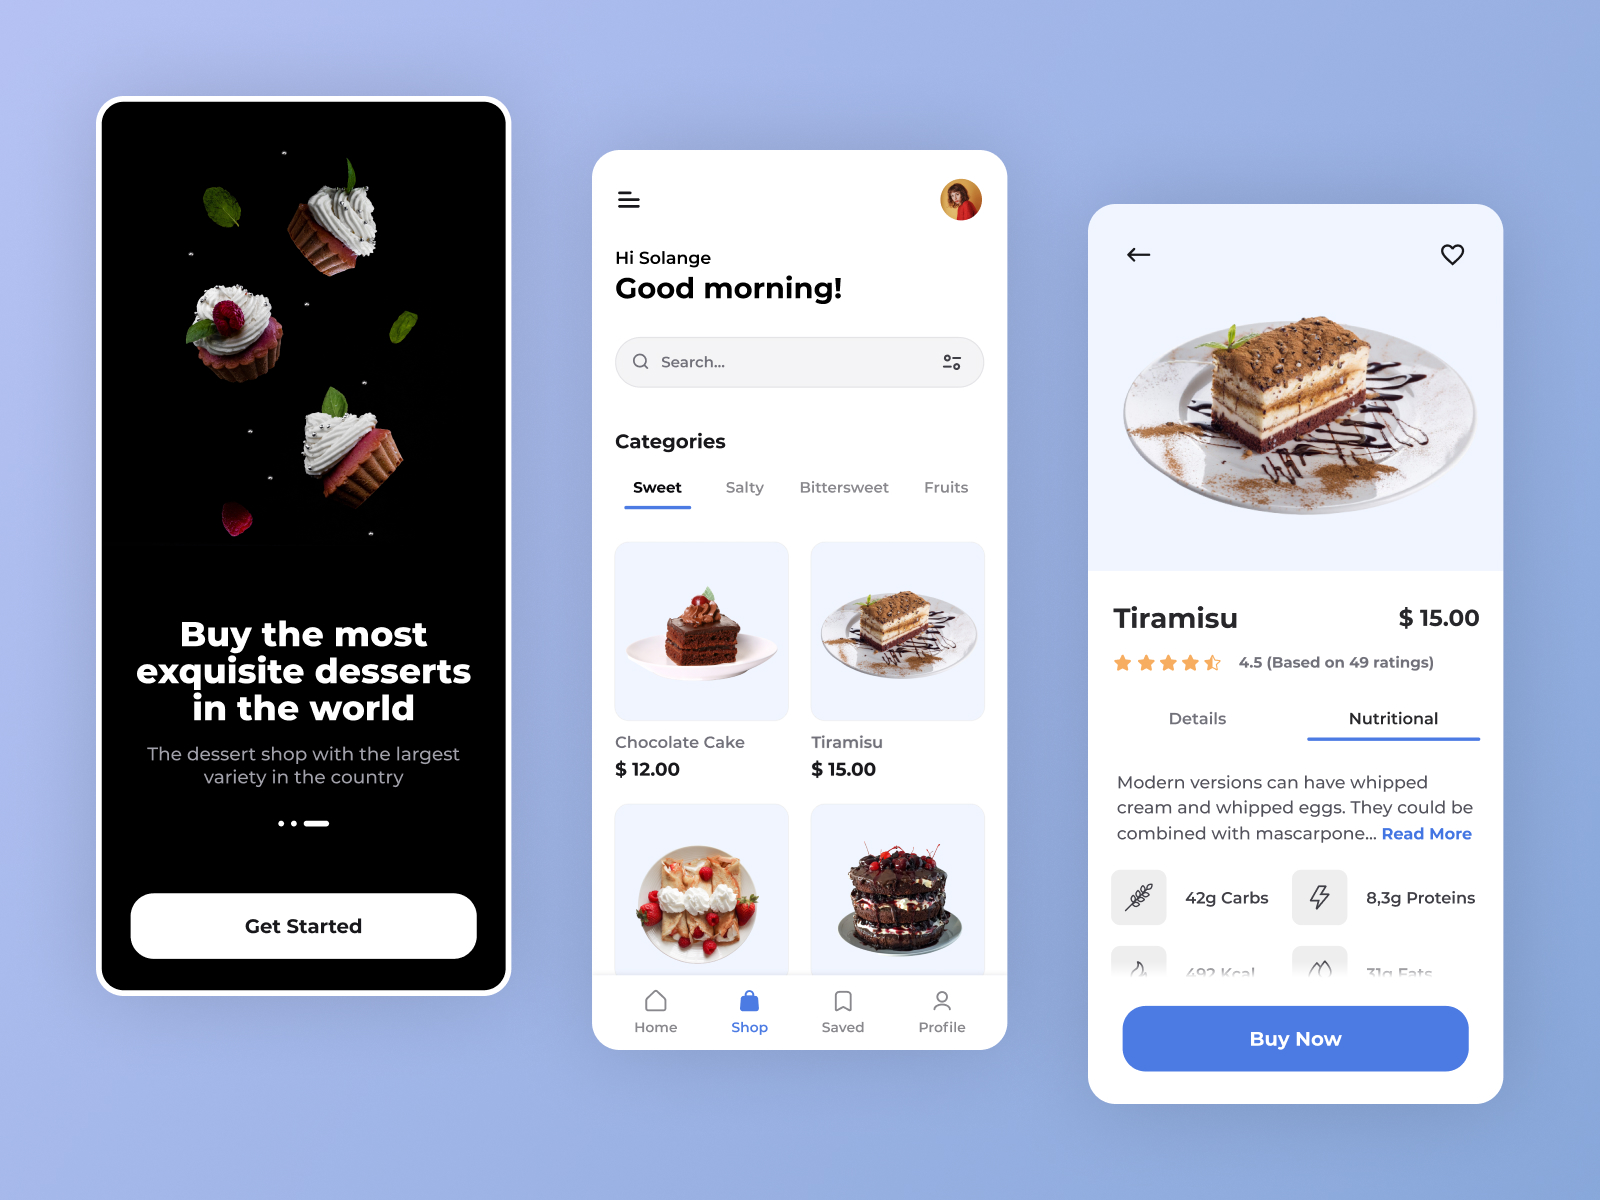 Buy the most
exquisite desserts
in the world
The dessert shop with the largest
variety in the country
Get Started
Hi Solange
Good morning!
Search...
Categories
Sweet Salty Bittersweet Fruits
Chocolate Cake
$ 12.00
Tiramisu
$ 15.00
Home Shop Saved Profile
Tiramisu $ 15.00
4.5 (Based on 49 ratings)
Details Nutritional
Modern versions can have whipped
cream and whipped eggs. They could be
combined with mascarpone... Read More
42g Carbs 8,3g Proteins
492 Kcal 31g Fats
Buy Now